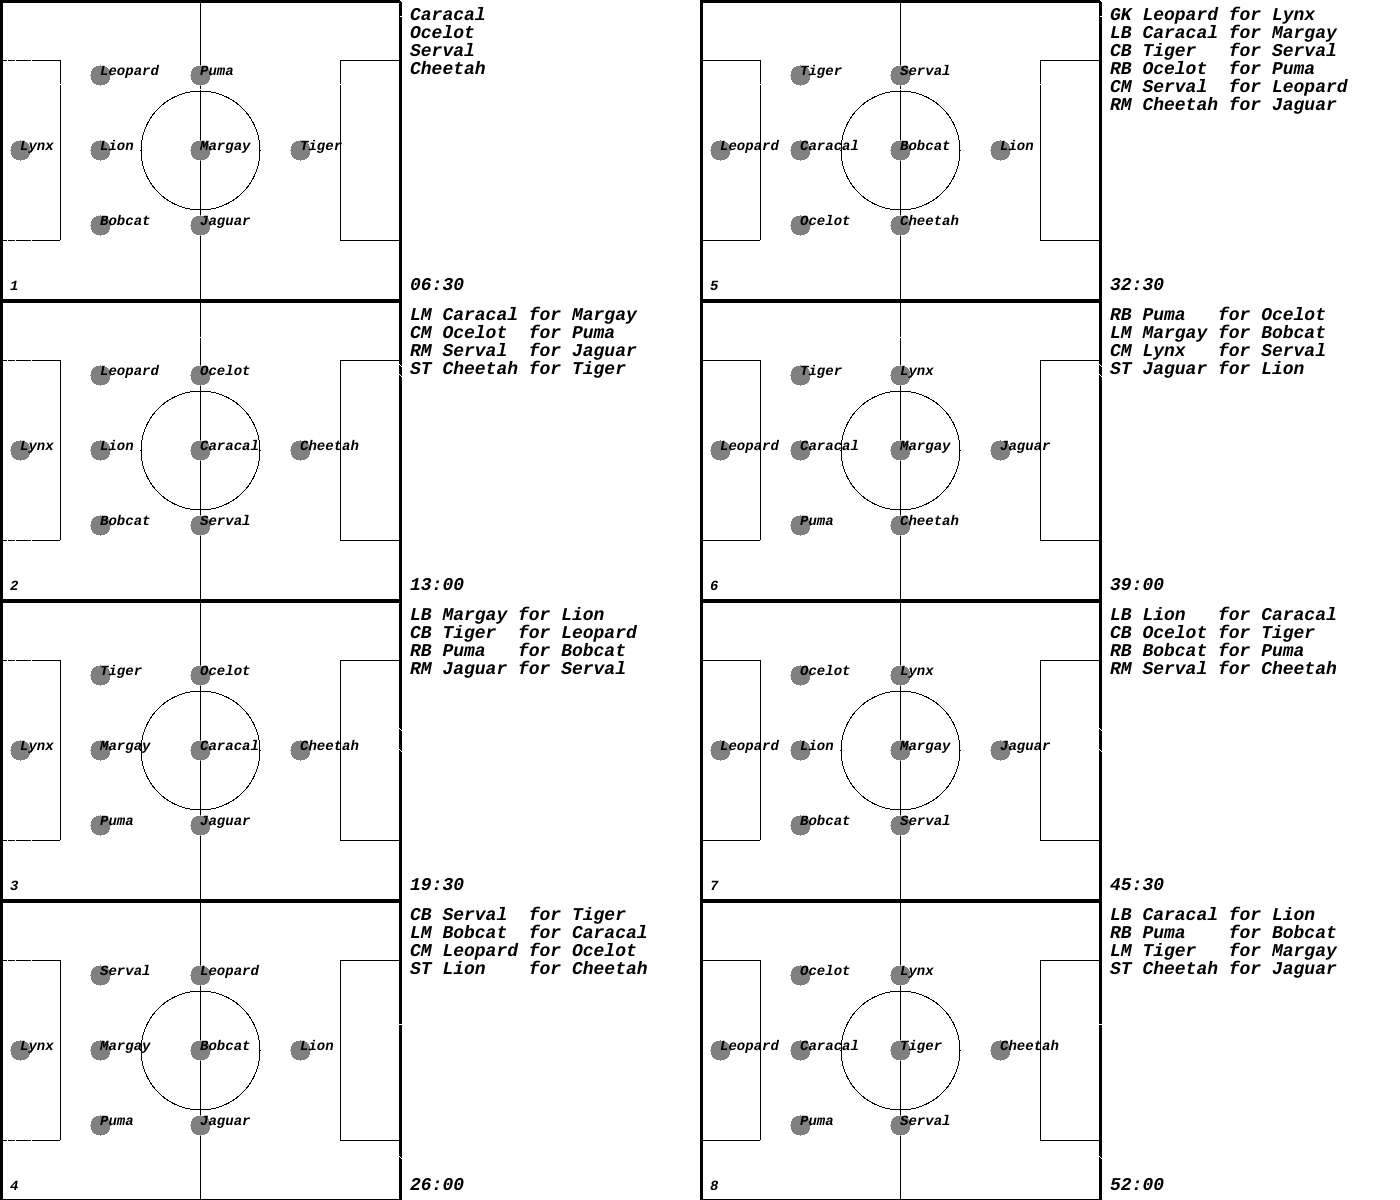 Leopard Puma
Lynx Lion Margay Tiger
Bobcat Jaguar
1
Caracal
Ocelot
Serval
Cheetah
06:30
Leopard Ocelot
Lynx Lion Caracal Cheetah
Bobcat Serval
2
LM Caracal for Margay
CM Ocelot for Puma
RM Serval for Jaguar
ST Cheetah for Tiger
13:00
Tiger Ocelot
Lynx Margay Caracal Cheetah
Puma Jaguar
3
LB Margay for Lion
CB Tiger for Leopard
RB Puma for Bobcat
RM Jaguar for Serval
19:30
Serval Leopard
Lynx Margay Bobcat Lion
Puma Jaguar
4
CB Serval for Tiger
LM Bobcat for Caracal
CM Leopard for Ocelot
ST Lion for Cheetah
26:00
Tiger Serval
Leopard Caracal Bobcat Lion
Ocelot Cheetah
5
GK Leopard for Lynx
LB Caracal for Margay
CB Tiger for Serval
RB Ocelot for Puma
CM Serval for Leopard
RM Cheetah for Jaguar
32:30
Tiger Lynx
Leopard Caracal Margay Jaguar
Puma Cheetah
6
RB Puma for Ocelot
LM Margay for Bobcat
CM Lynx for Serval
ST Jaguar for Lion
39:00
Ocelot Lynx
Leopard Lion Margay Jaguar
Bobcat Serval
7
LB Lion for Caracal
CB Ocelot for Tiger
RB Bobcat for Puma
RM Serval for Cheetah
45:30
Ocelot Lynx
Leopard Caracal Tiger Cheetah
Puma Serval
8
LB Caracal for Lion
RB Puma for Bobcat
LM Tiger for Margay
ST Cheetah for Jaguar
52:00